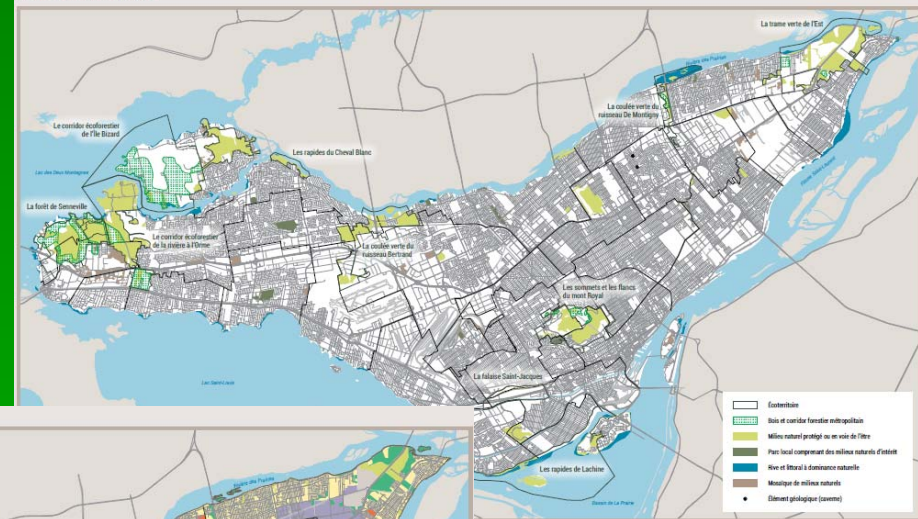 La trame verte de l'Est
Rivière des Prairies
La coulée verte du
ruisseau De Montigny
Le corridor écoforestier
de l'île Bizard
Les rapides du Cheval Blanc
Lac des Deux Montagnes
Fleuve Saint-Laurent
La forêt de Senneville
Le corridor écoforestier
de la rivière à l'Orme
La coulée verte du
ruisseau Bertrand
Les sommets et les flancs
du mont Royal
La falaise Saint-Jacques
Lac Saint-Louis
Les rapides de Lachine
Bassin de La Prairie
Écoterritoire
Bois et corridor forestier métropolitain
Milieu naturel protégé ou en voie de l'être
Parc local comprenant des milieux naturels d'intérêt
Rive et littoral à dominance naturelle
Mosaïque de milieux naturels
Élément géologique (caverne)
Rivière des Prairies